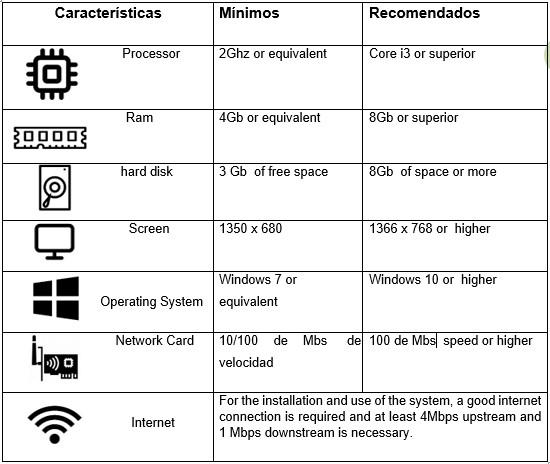 Características Mínimos Recomendados
Processor 2Ghz or equivalent Core i3 or superior
Ram 4Gb or equivalent 8Gb or superior
hard disk 3 Gb of free space 8Gb of space or more
Screen 1350 x 680 1366 x 768 or higher
Operating System Windows 7 or equivalent Windows 10 or higher
Network Card 10/100 de Mbs de velocidad 100 de Mbs speed or higher
Internet For the installation and use of the system, a good internet
connection is required and at least 4Mbps upstream and
1 Mbps downstream is necessary.